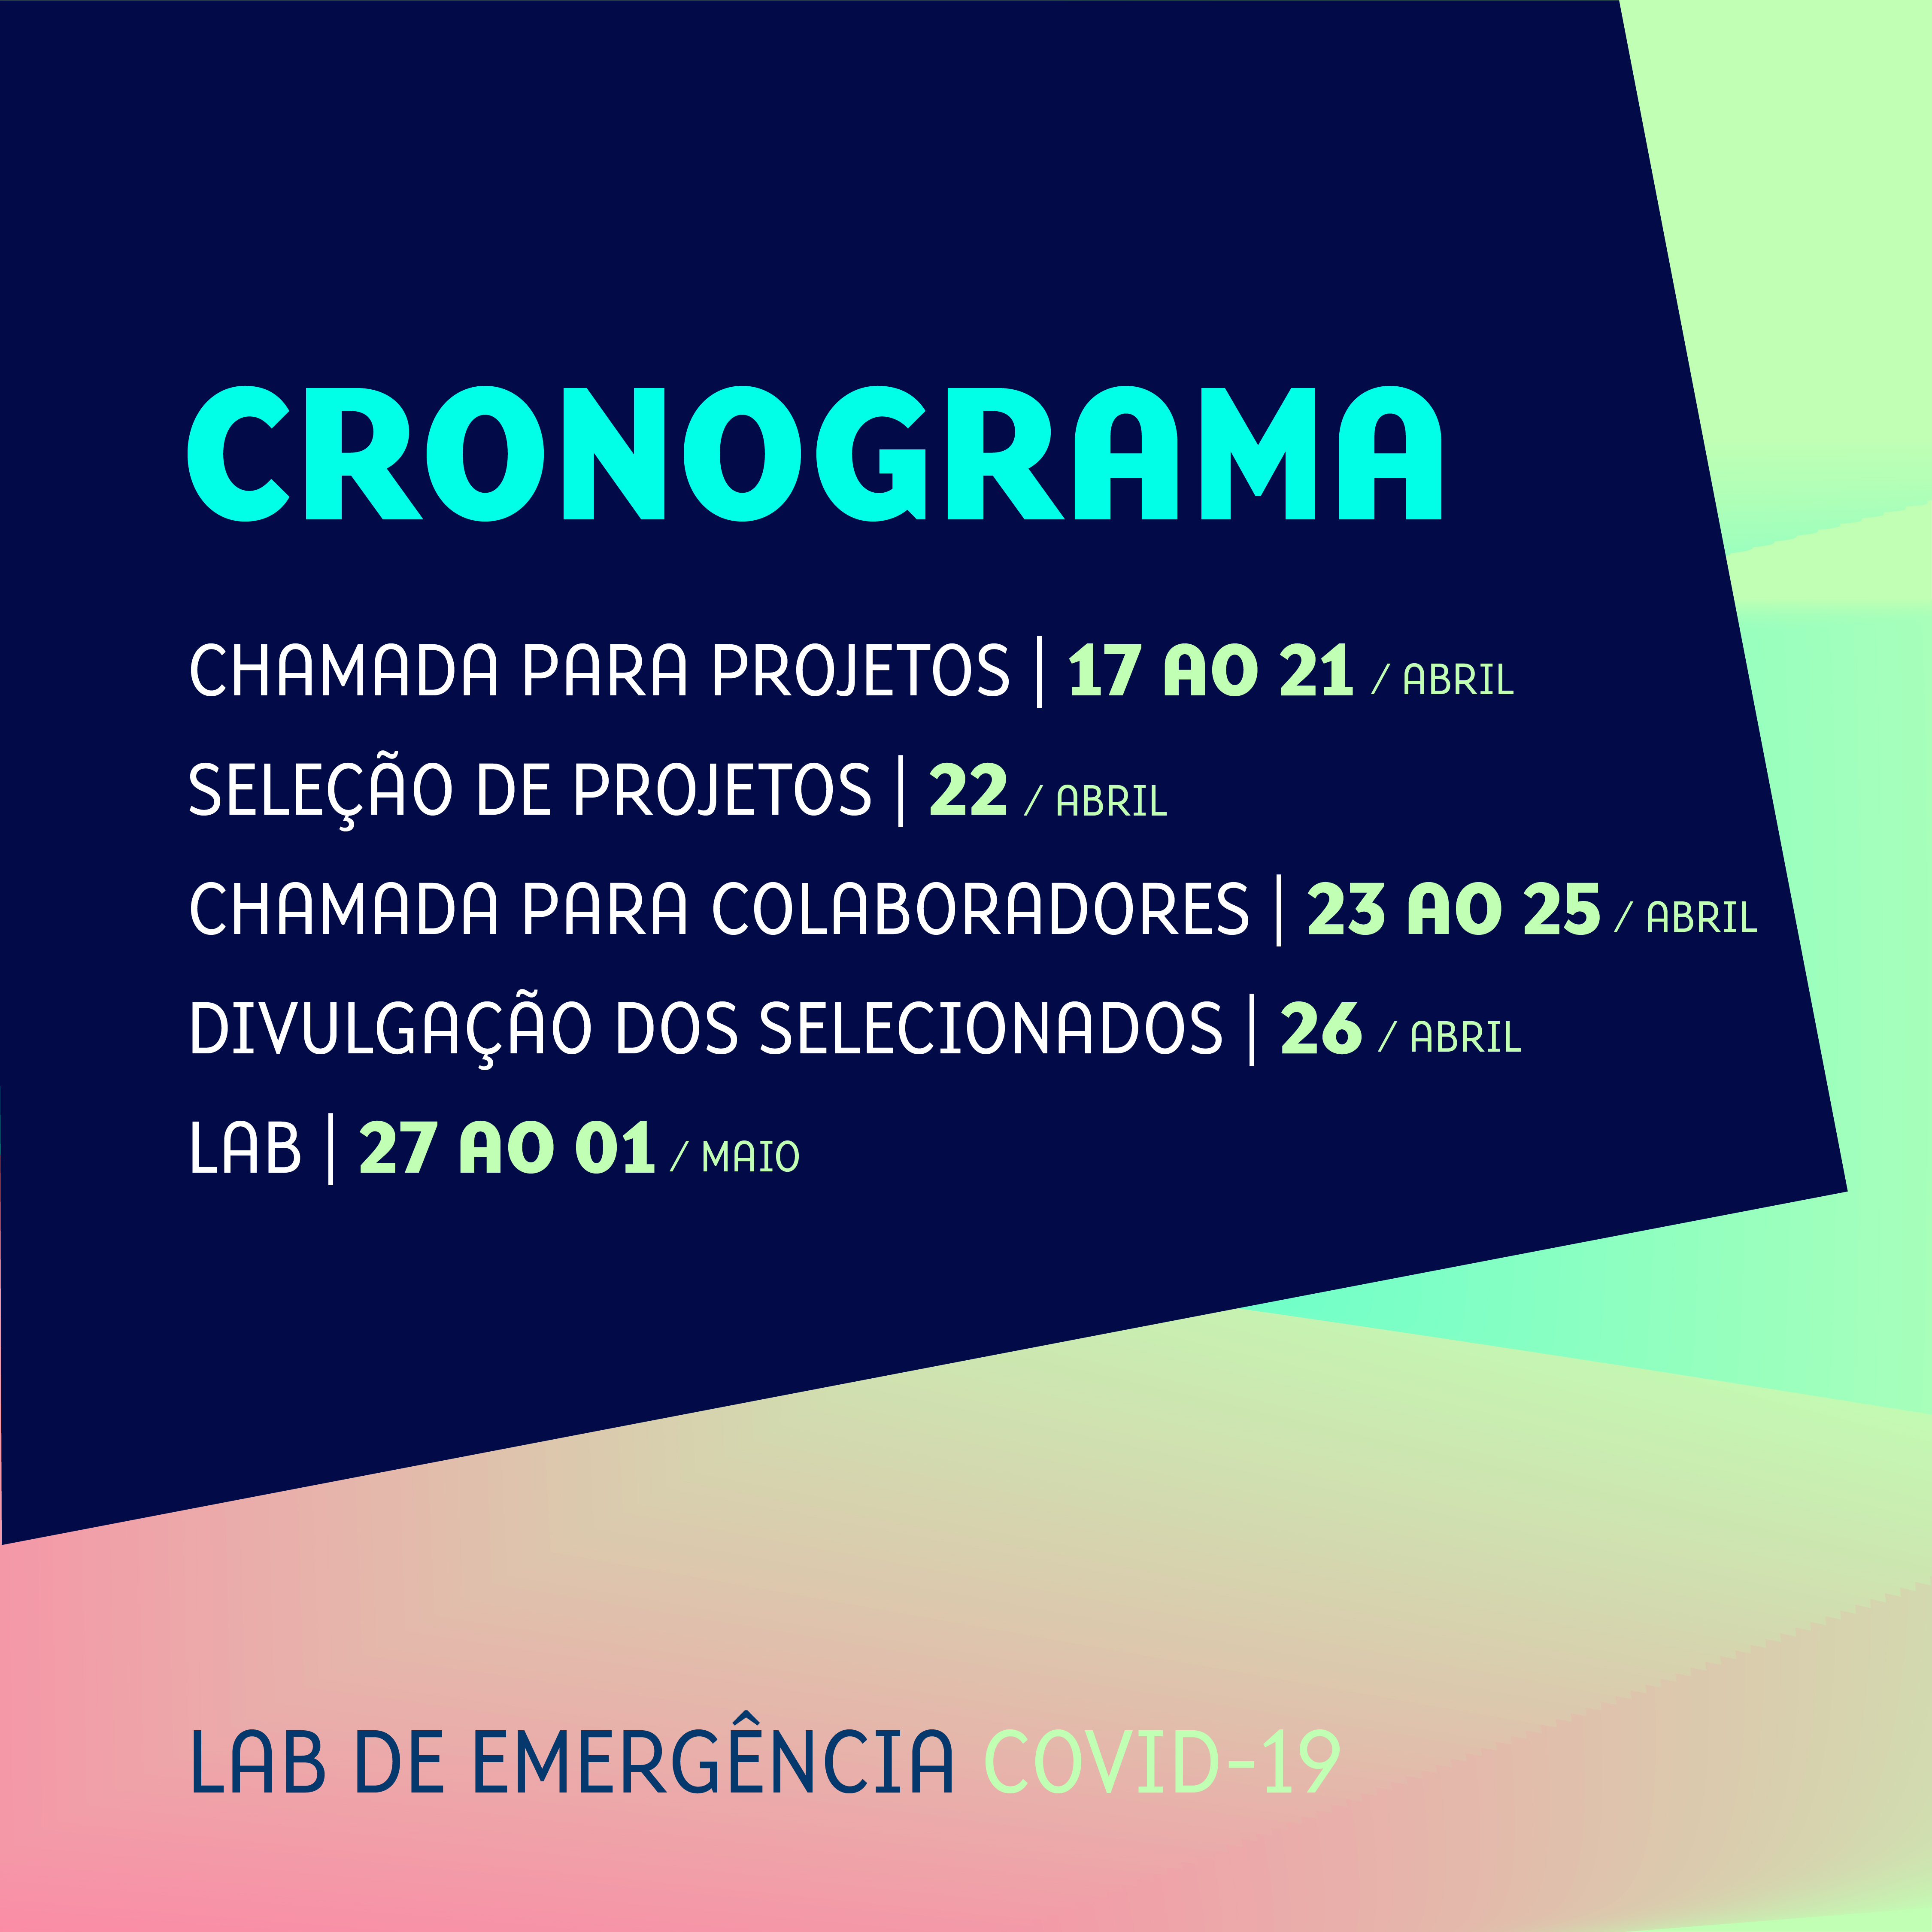 CRONOGRAMA
CHAMADA PARA PROJETOS | 17 AO 21 / ABRIL
SELEÇÃO DE PROJETOS | 22 / ABRIL
CHAMADA PARA COLABORADORES | 23 AO 25 / ABRIL
DIVULGAÇÃO DOS SELECIONADOS | 26 / ABRIL
LAB | 27 AO 01 / MAIO
LAB DE EMERGÊNCIA COVID-19